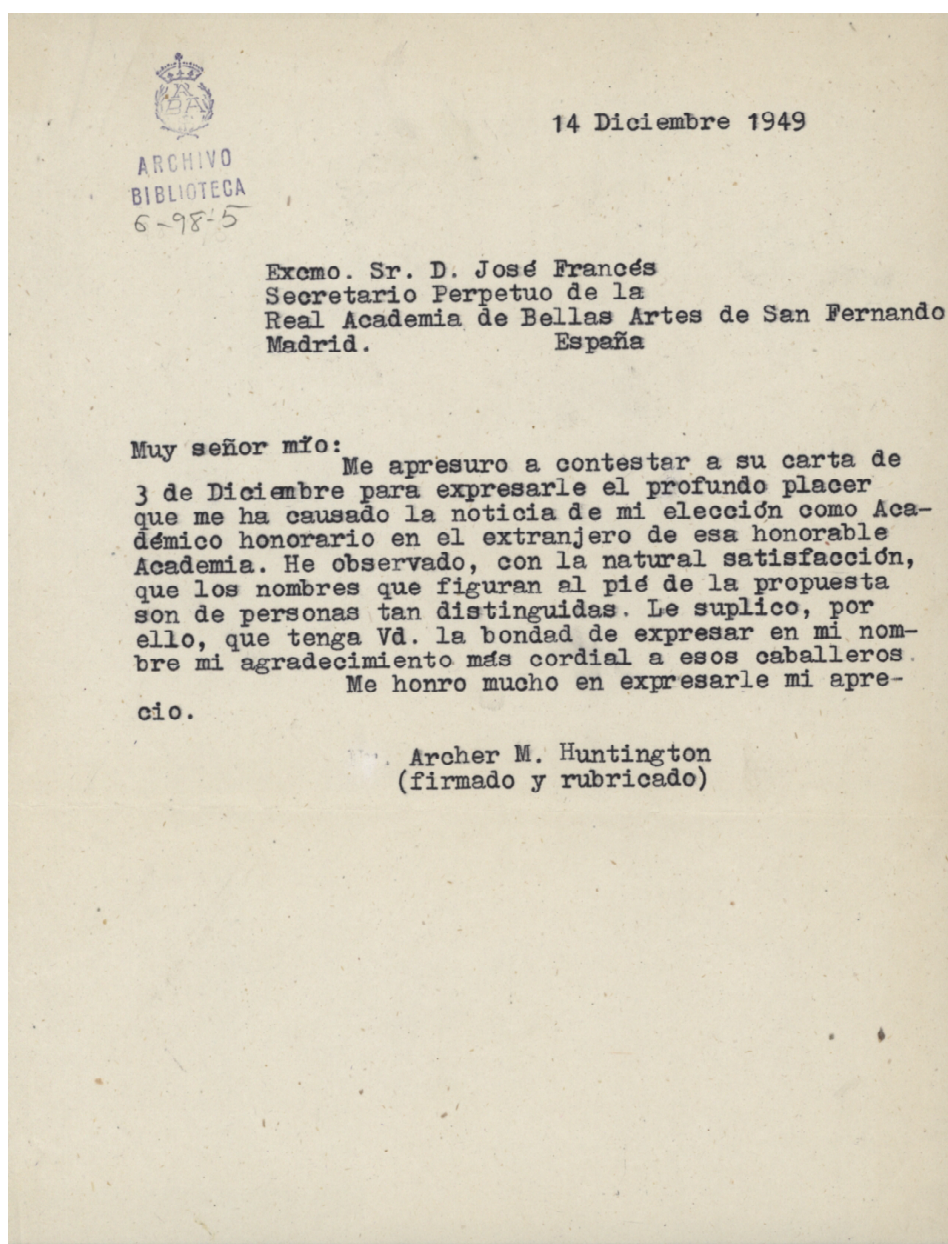 14 Diciembre 1949
ARCHIVO
BIBLIOTECA
6-98-5
Excmo. Sr. D. José Francés
Secretario Perpetuo de la
Real Academia de Bellas Artes de San Fernando
Madrid. España
Muy señor mío:
Me apresuro a contestar a su carta de
3 de Diciembre para expresarle el profundo placer
que me ha causado la noticia de mi elección como Aca-
démico honorario en el extranjero de esa honorable
Academia. He observado, con la natural satisfacción,
que los nombres que figuran al pié de la propuesta
son de personas tan distinguidas. Le suplico, por
ello, que tenga Vd. la bondad de expresar en mi nom-
bre mi agradecimiento más cordial a esos caballeros.
Me honro mucho en expresarle mi apre-
cio.
Archer M. Huntington
(firmado y rubricado)